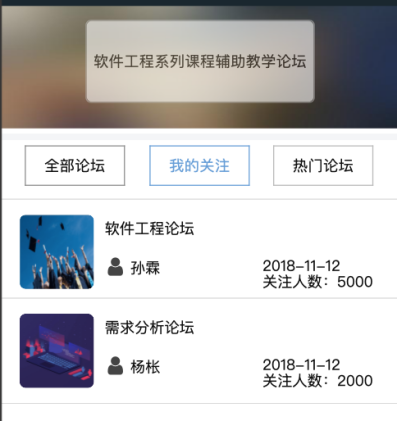 软件工程系列课程辅助教学论坛
全部论坛
我的关注
热门论坛
软件工程论坛
孙霖
2018-11-12
关注人数：5000
需求分析论坛
杨枨
2018-11-12
关注人数：2000